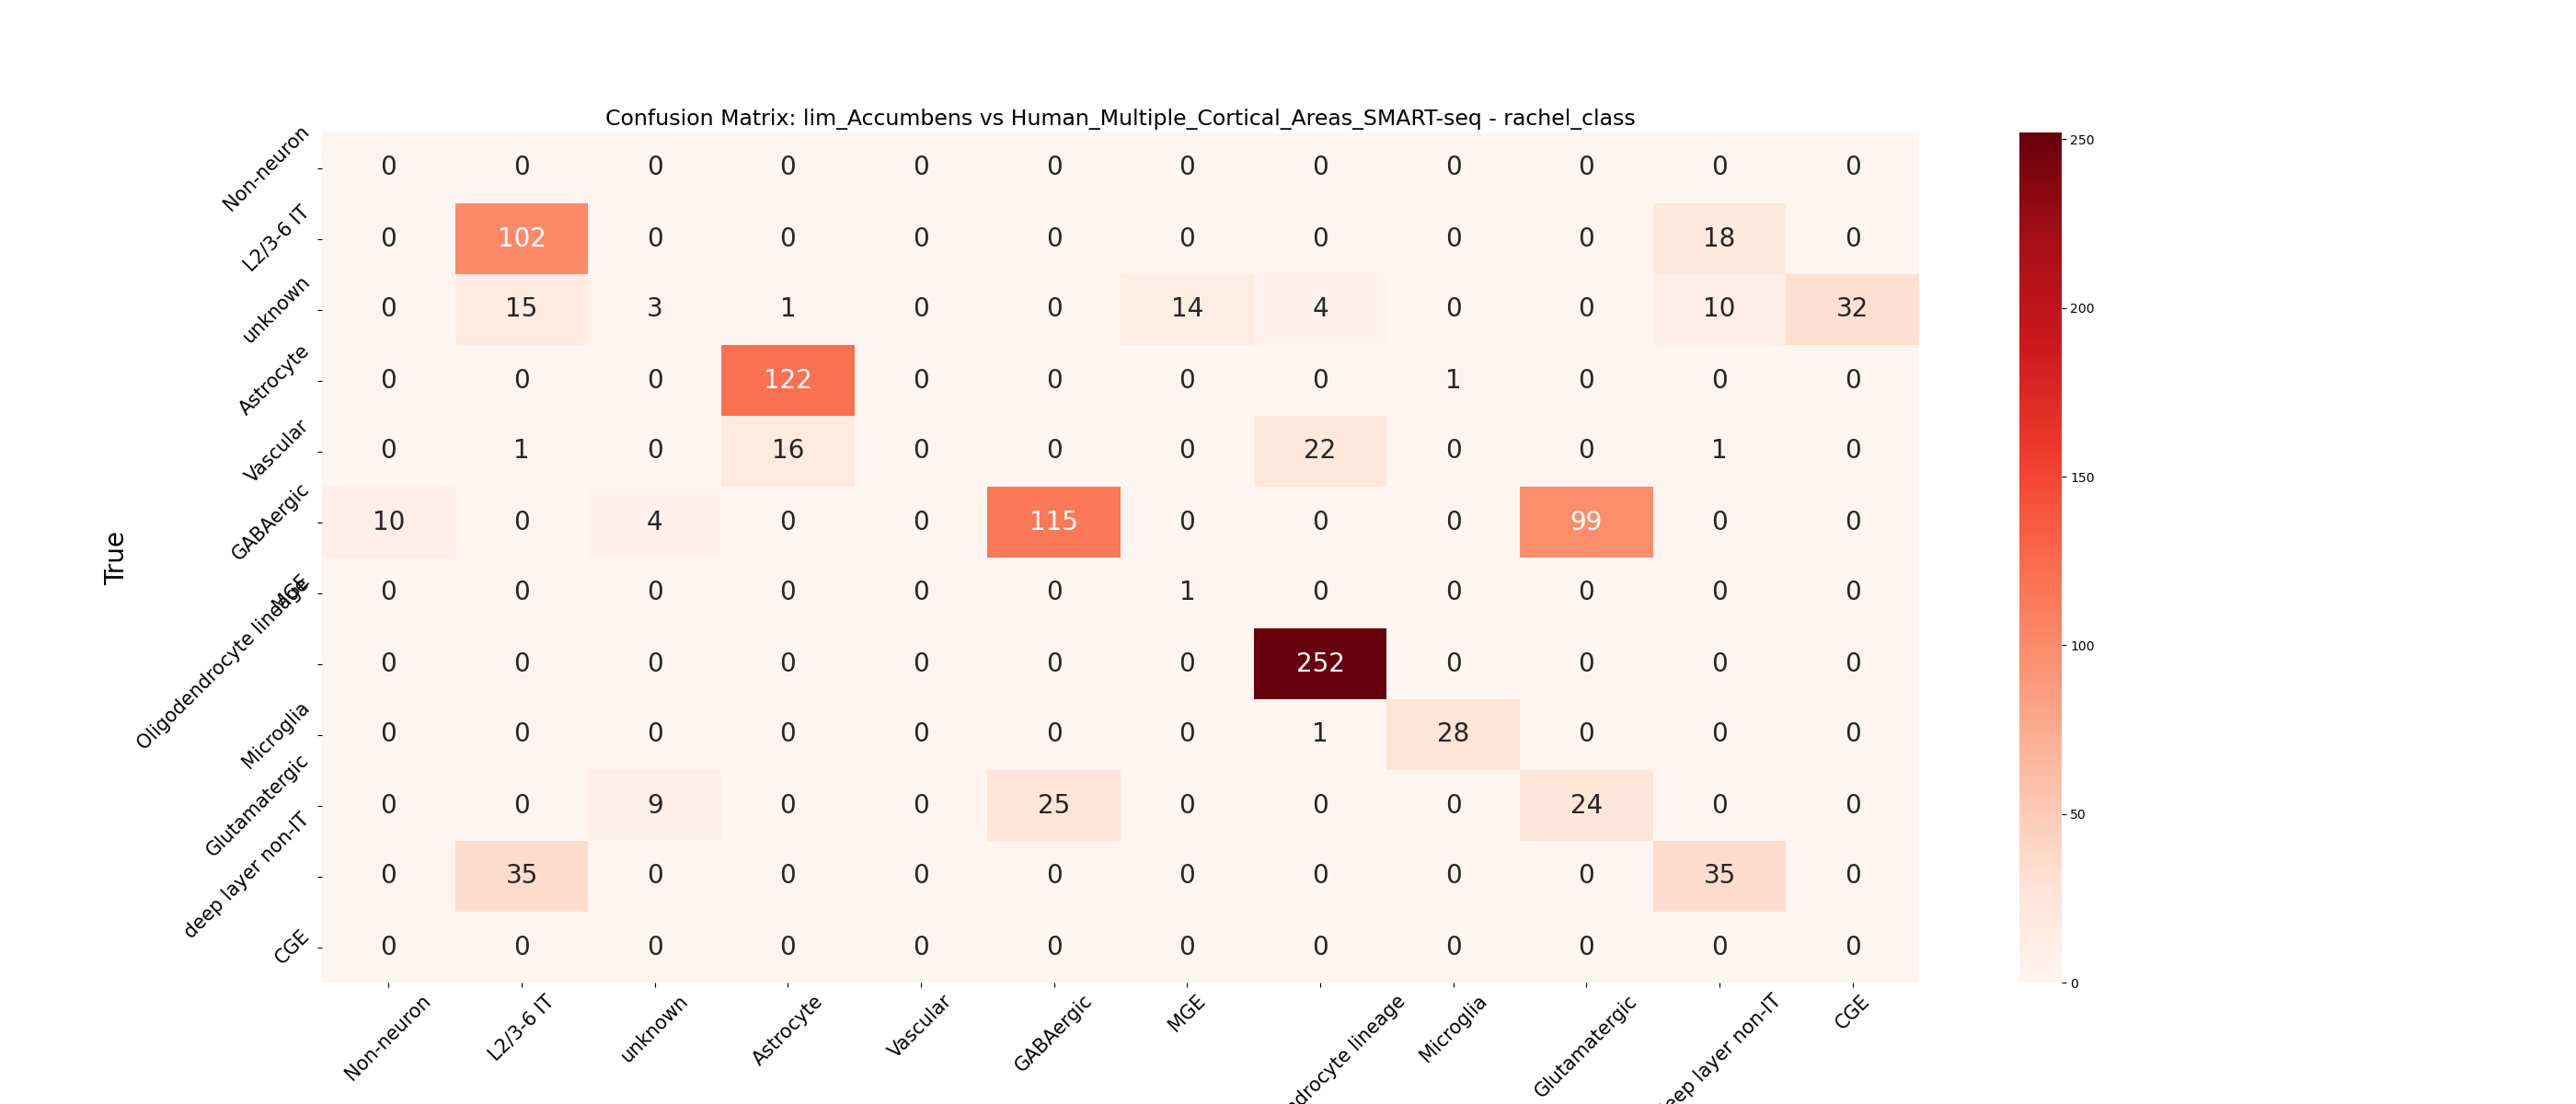 Confusion Matrix: lim_Accumbens vs Human_Multiple_Cortical_Areas_SMART-seq - rachel_class
Non-neuron 0 0 0 0 0 0 0 0 0 0 0 0
L2/3-6 IT 0 102 0 0 0 0 0 0 0 0 18 0
unknown 0 15 3 1 0 0 14 4 0 0 10 32
Astrocyte 0 0 0 122 0 0 0 0 1 0 0 0
Vascular 0 1 0 16 0 0 0 22 0 0 1 0
GABAergic 10 0 4 0 0 115 0 0 0 99 0 0
MGE 0 0 0 0 0 0 1 0 0 0 0 0
Oligodendrocyte lineage 0 0 0 0 0 0 0 252 0 0 0 0
Microglia 0 0 0 0 0 0 0 1 28 0 0 0
Glutamatergic 0 0 9 0 0 25 0 0 0 24 0 0
deep layer non-IT 0 35 0 0 0 0 0 0 0 0 35 0
CGE 0 0 0 0 0 0 0 0 0 0 0 0
True
Non-neuron L2/3-6 IT unknown Astrocyte Vascular GABAergic MGE lineage Microglia Glutamatergic layer non-IT CGE
250
200
150
100
50
0